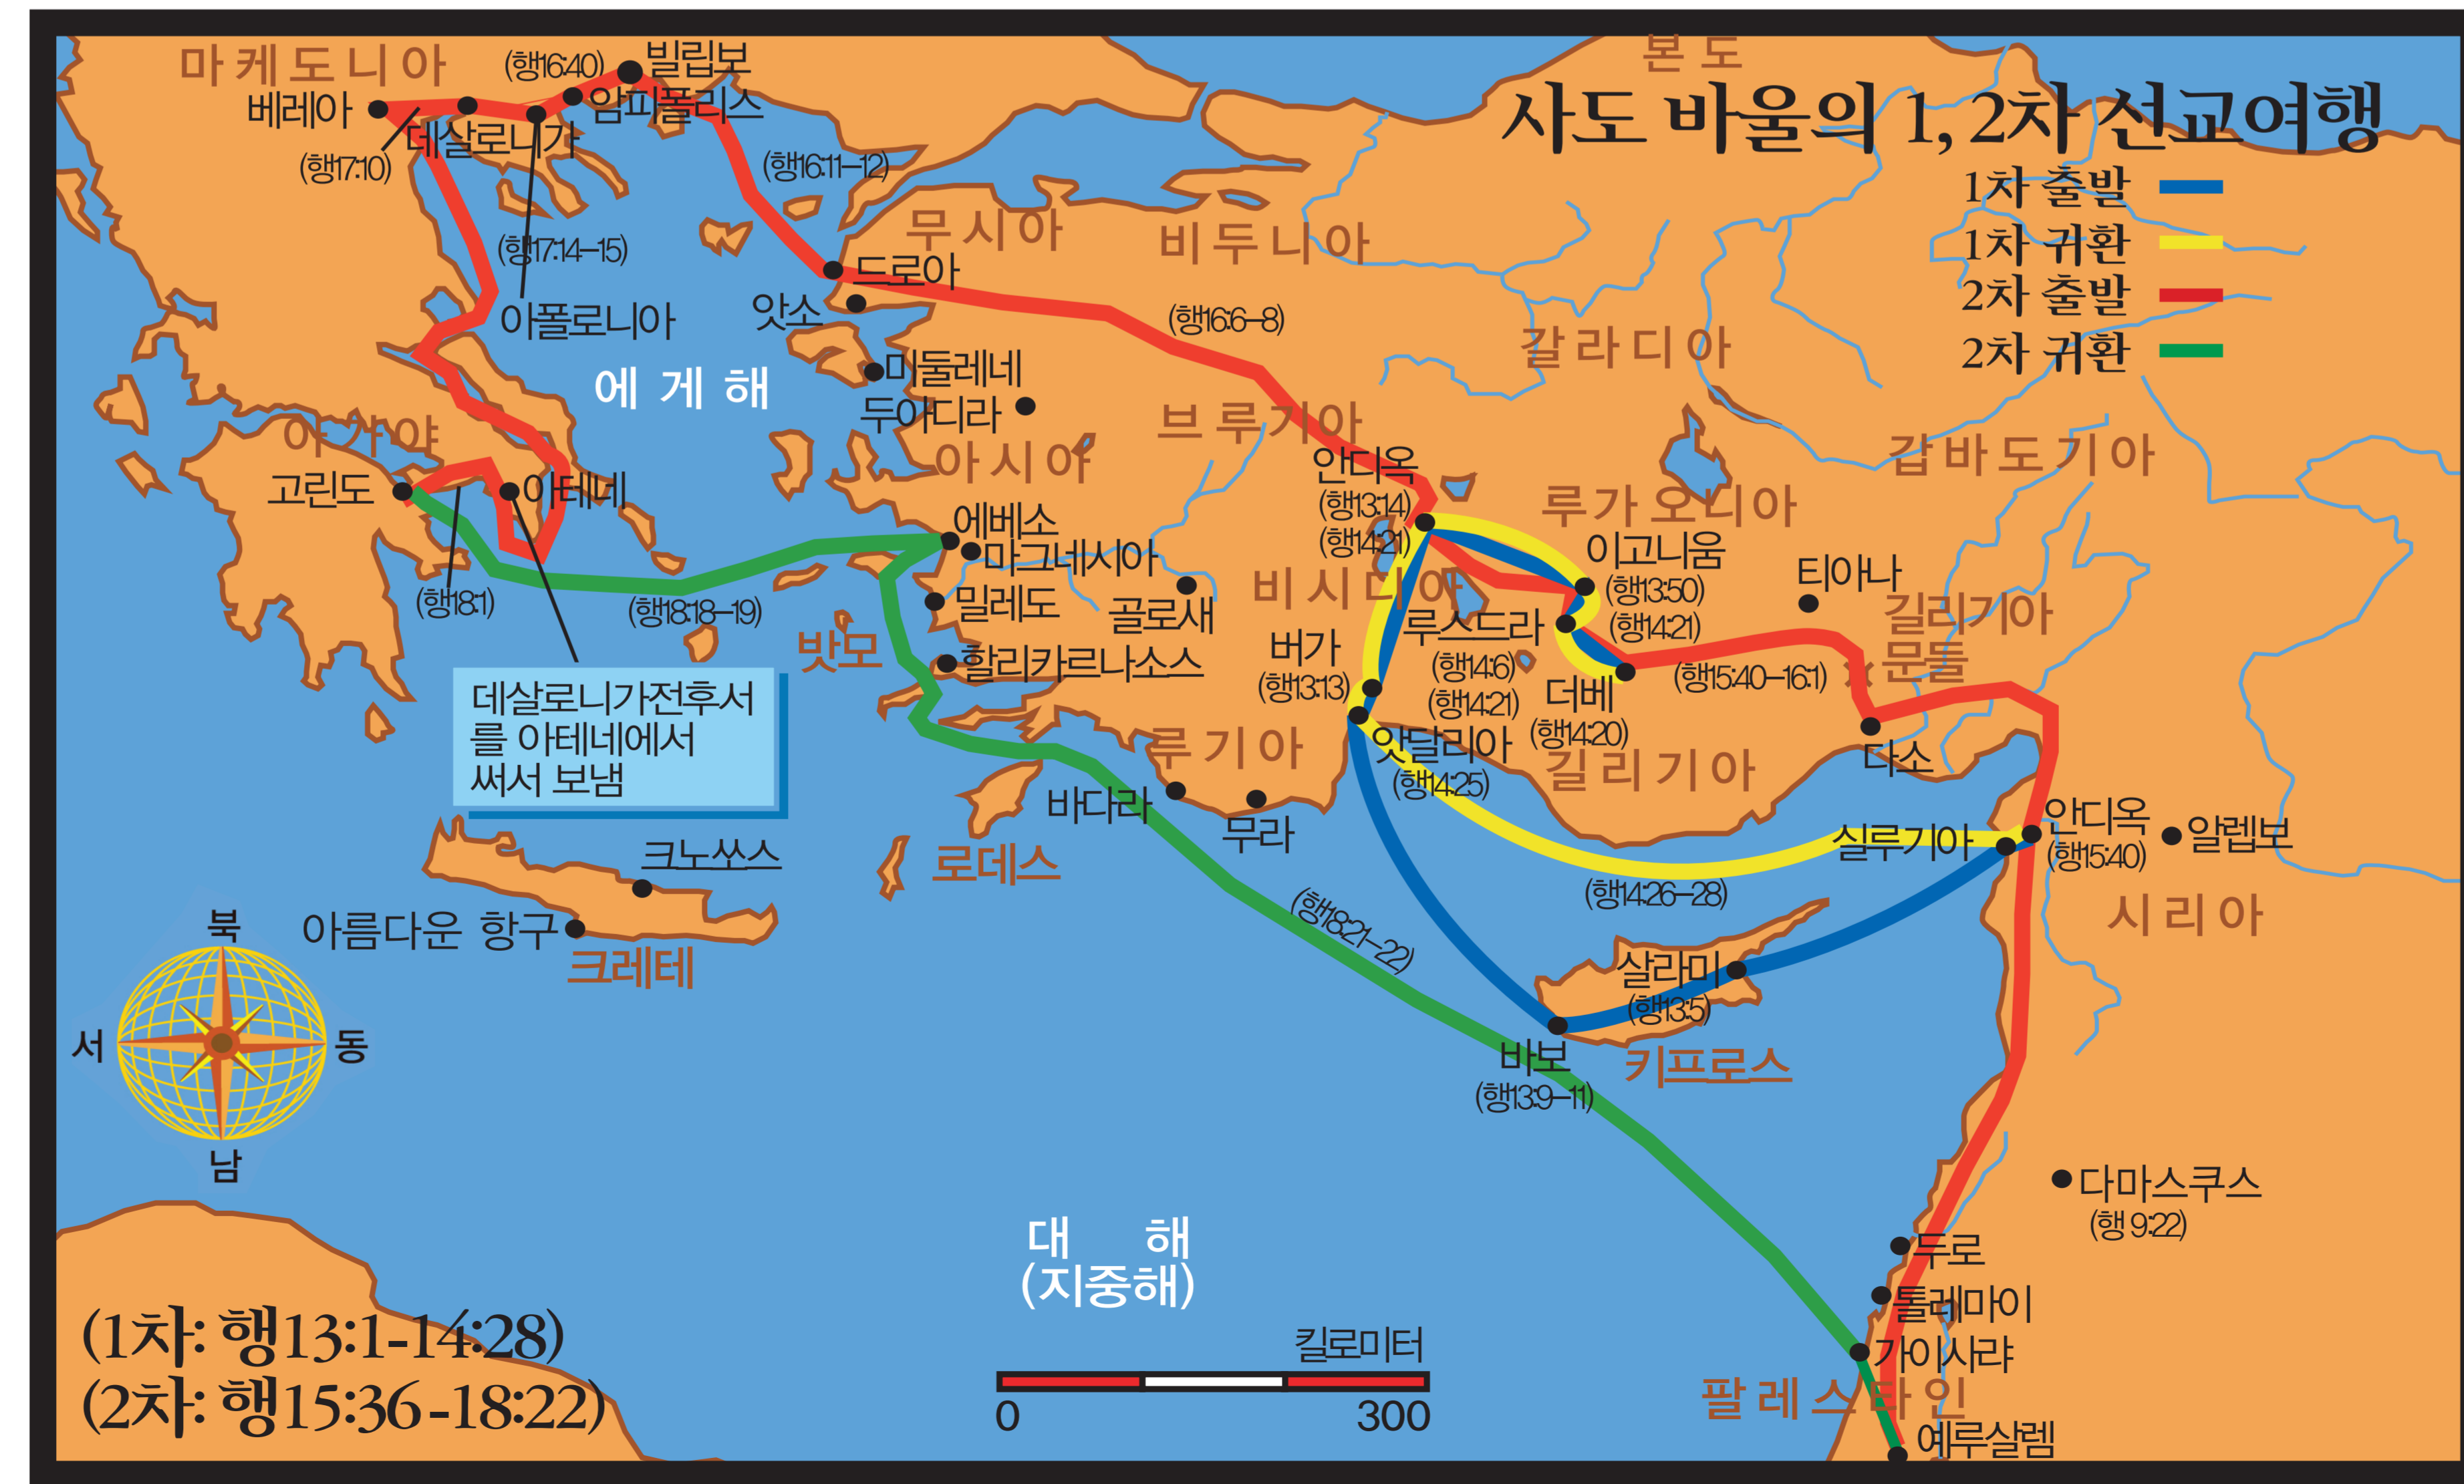 본 도
사도 바울의 1, 2차 선교여행
1차 출발
1차 귀환
2차 출발
2차 귀환
마 케 도 니 아
(행16:40)
빌립보
베레아
암피폴리스
데살로니가
(행17:10)
(행16:11–12)
(행17:14–15)
무 시 아
비 두 니 아
드로아
아폴로니아
앗소
(행16:6–8)
갈 라 디 아
에 게 해
미둘레네
두아디라
브 루 기 아
아 가 야
아 시 아
갑 바 도 기 아
안디옥
(행13:14)
(행14:21)
고린도
아테네
루 가 오 니 아
에베소
마그네시아
이고니움
(행13:50)
(행14:21)
티아나
비 시 디 아
(행18:1)
(행18:18–19)
밀레도
골로새
길리기아
문들
밧모
할리카르나소스
버가
(행13:13)
루스드라
(행14:6)
(행14:21)
더베
(행14:20)
(행15:40–16:1)
데살로니가전후서
를 아테네에서
써서 보냄
루 기 아
앗달리아
(행14:25)
길 리 기 아
다소
바다라
무라
실루기아
안디옥
(행15:40)
알렙보
크노쏘스
로데스
(행14:26–28)
시 리 아
아름다운 항구
크레테
(행18:21–22)
살라미
(행13:5)
바보
(행13:9–11)
키프로스
북
서
동
남
다마스쿠스
(행 9:22)
대 해
(지중해)
두로
톨레마이
가이사랴
팔 레 스 타 인
예루살렘
킬로미터
0 300
(1차: 행13:1-14:28)
(2차: 행15:36-18:22)